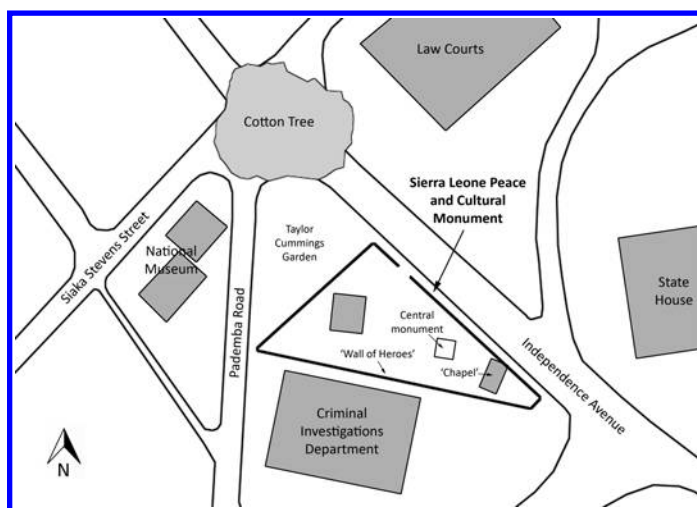 Law Courts
Cotton Tree
Sierra Leone Peace
and Cultural
Monument
Siaka Stevens Street
National
Museum
Taylor
Cummings
Garden
Pademba Road
State
House
Central
monument
'Wall of Heroes'
'Chapel'
Independence Avenue
Criminal
Investigations
Department
N